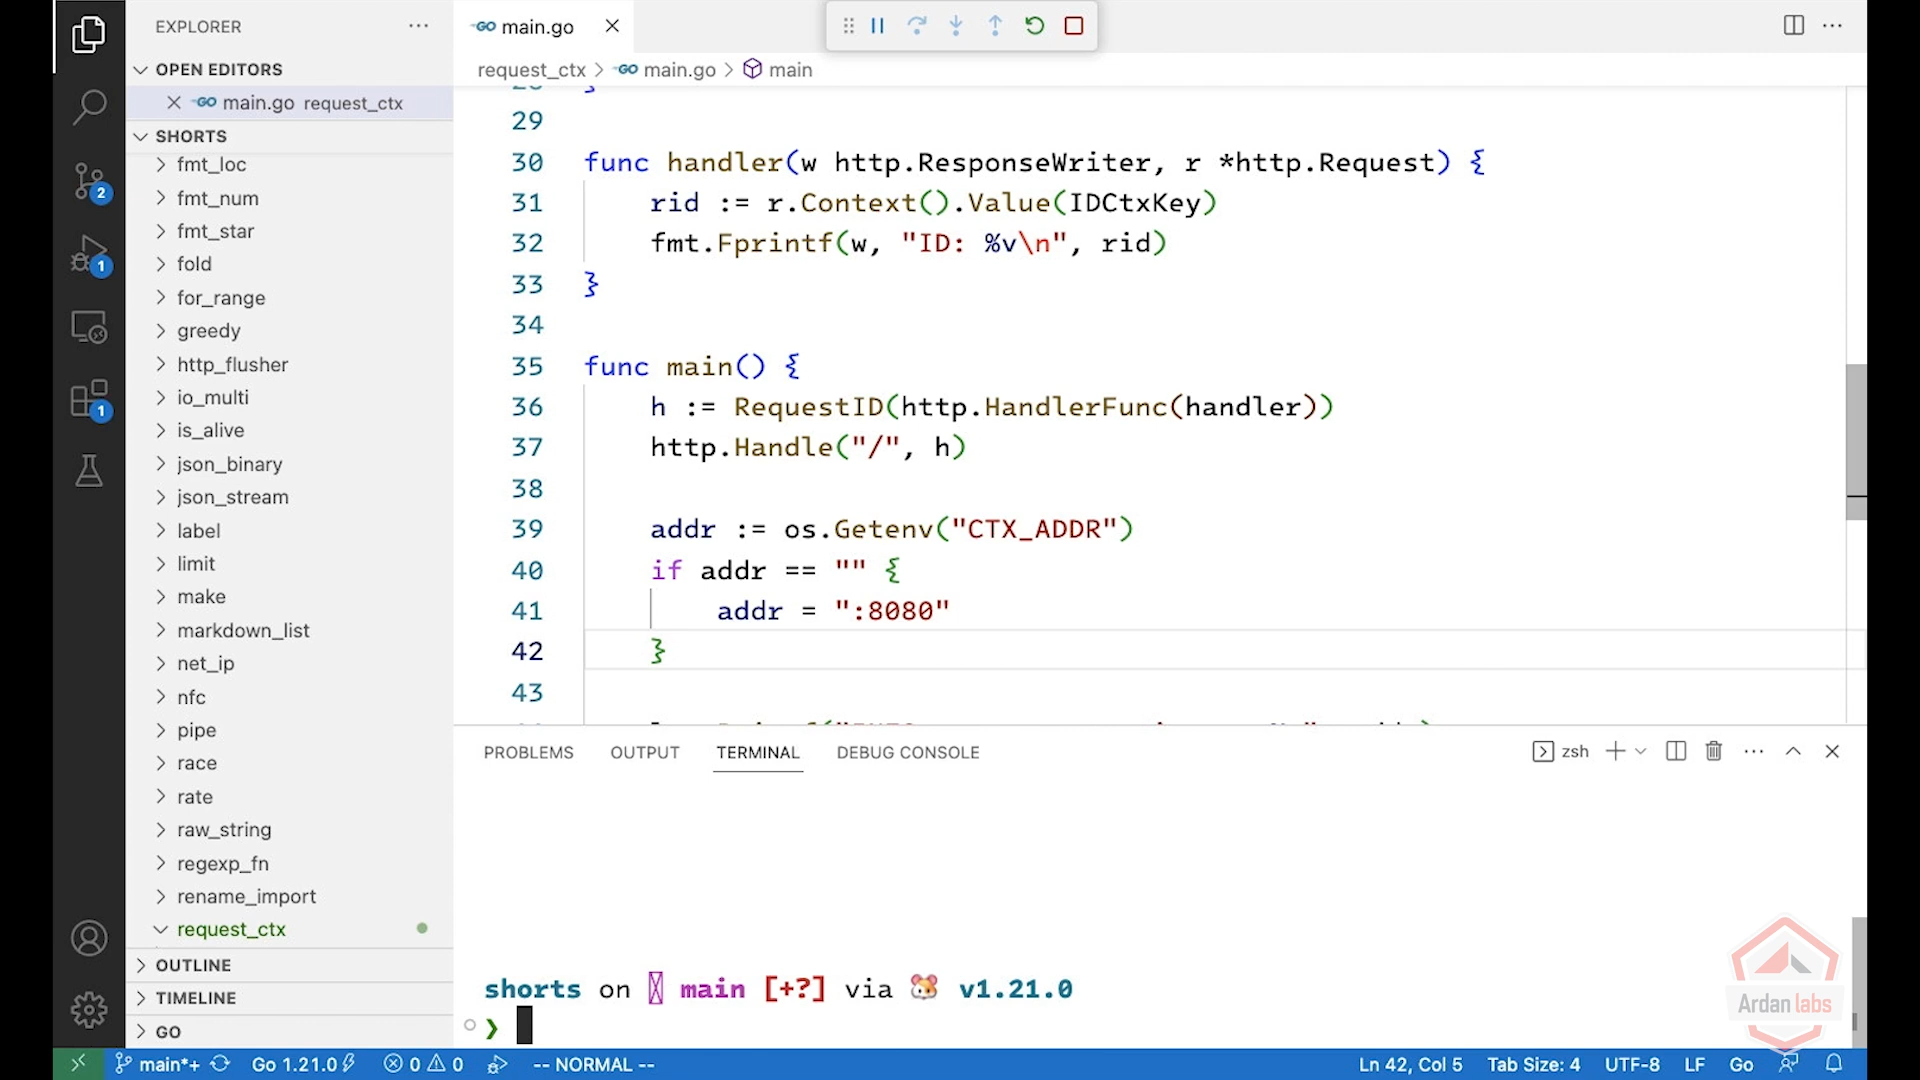 EXPLORER
main.go
OPEN EDITORS
main.go request_ctx
SHORTS
fmt_loc
fmt_num
fmt_star
fold
for_range
greedy
http_flusher
io_multi
is_alive
json_binary
json_stream
label
limit
make
markdown_list
net_ip
nfc
pipe
race
rate
raw_string
regexp_fn
rename_import
request_ctx
OUTLINE
TIMELINE
GO
2
1
1
request_ctx > main.go > main
29
30 func handler(w http.ResponseWriter, r *http.Request) {
31 rid := r.Context().Value(IDCtxKey)
32 fmt.Fprintf(w, "ID: %v\n", rid)
33 }
34
35 func main() {
36 h := RequestID(http.HandlerFunc(handler))
37 http.Handle("/", h)
38
39 addr := os.Getenv("CTX_ADDR")
40 if addr == "" {
41 addr = ":8080"
42 }
43
PROBLEMS OUTPUT TERMINAL DEBUG CONSOLE zsh
shorts on main [+?] via 🐹 v1.21.0
❯
Ardan labs
main*+ Go 1.21.0 0 0 -- NORMAL -- Ln 42, Col 5 Tab Size: 4 UTF-8 LF Go